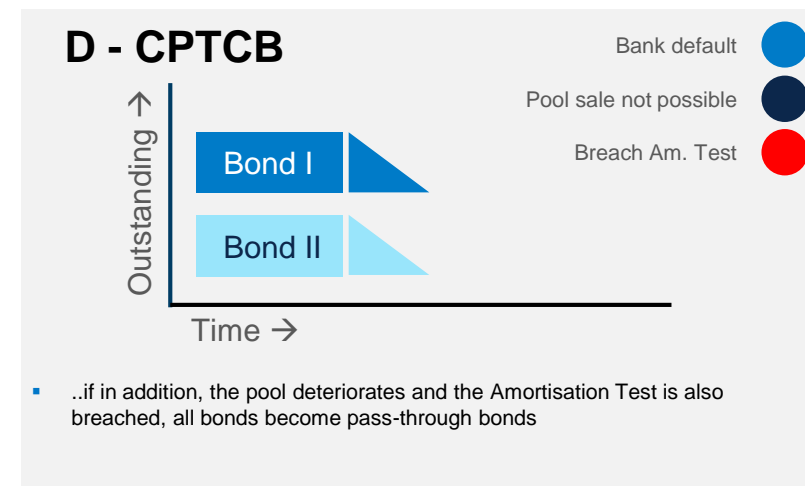 D - CPTCB
Bank default
Pool sale not possible
Breach Am. Test
Outstanding →
Bond I
Bond II
Time →
▪ ..if in addition, the pool deteriorates and the Amortisation Test is also
breached, all bonds become pass-through bonds